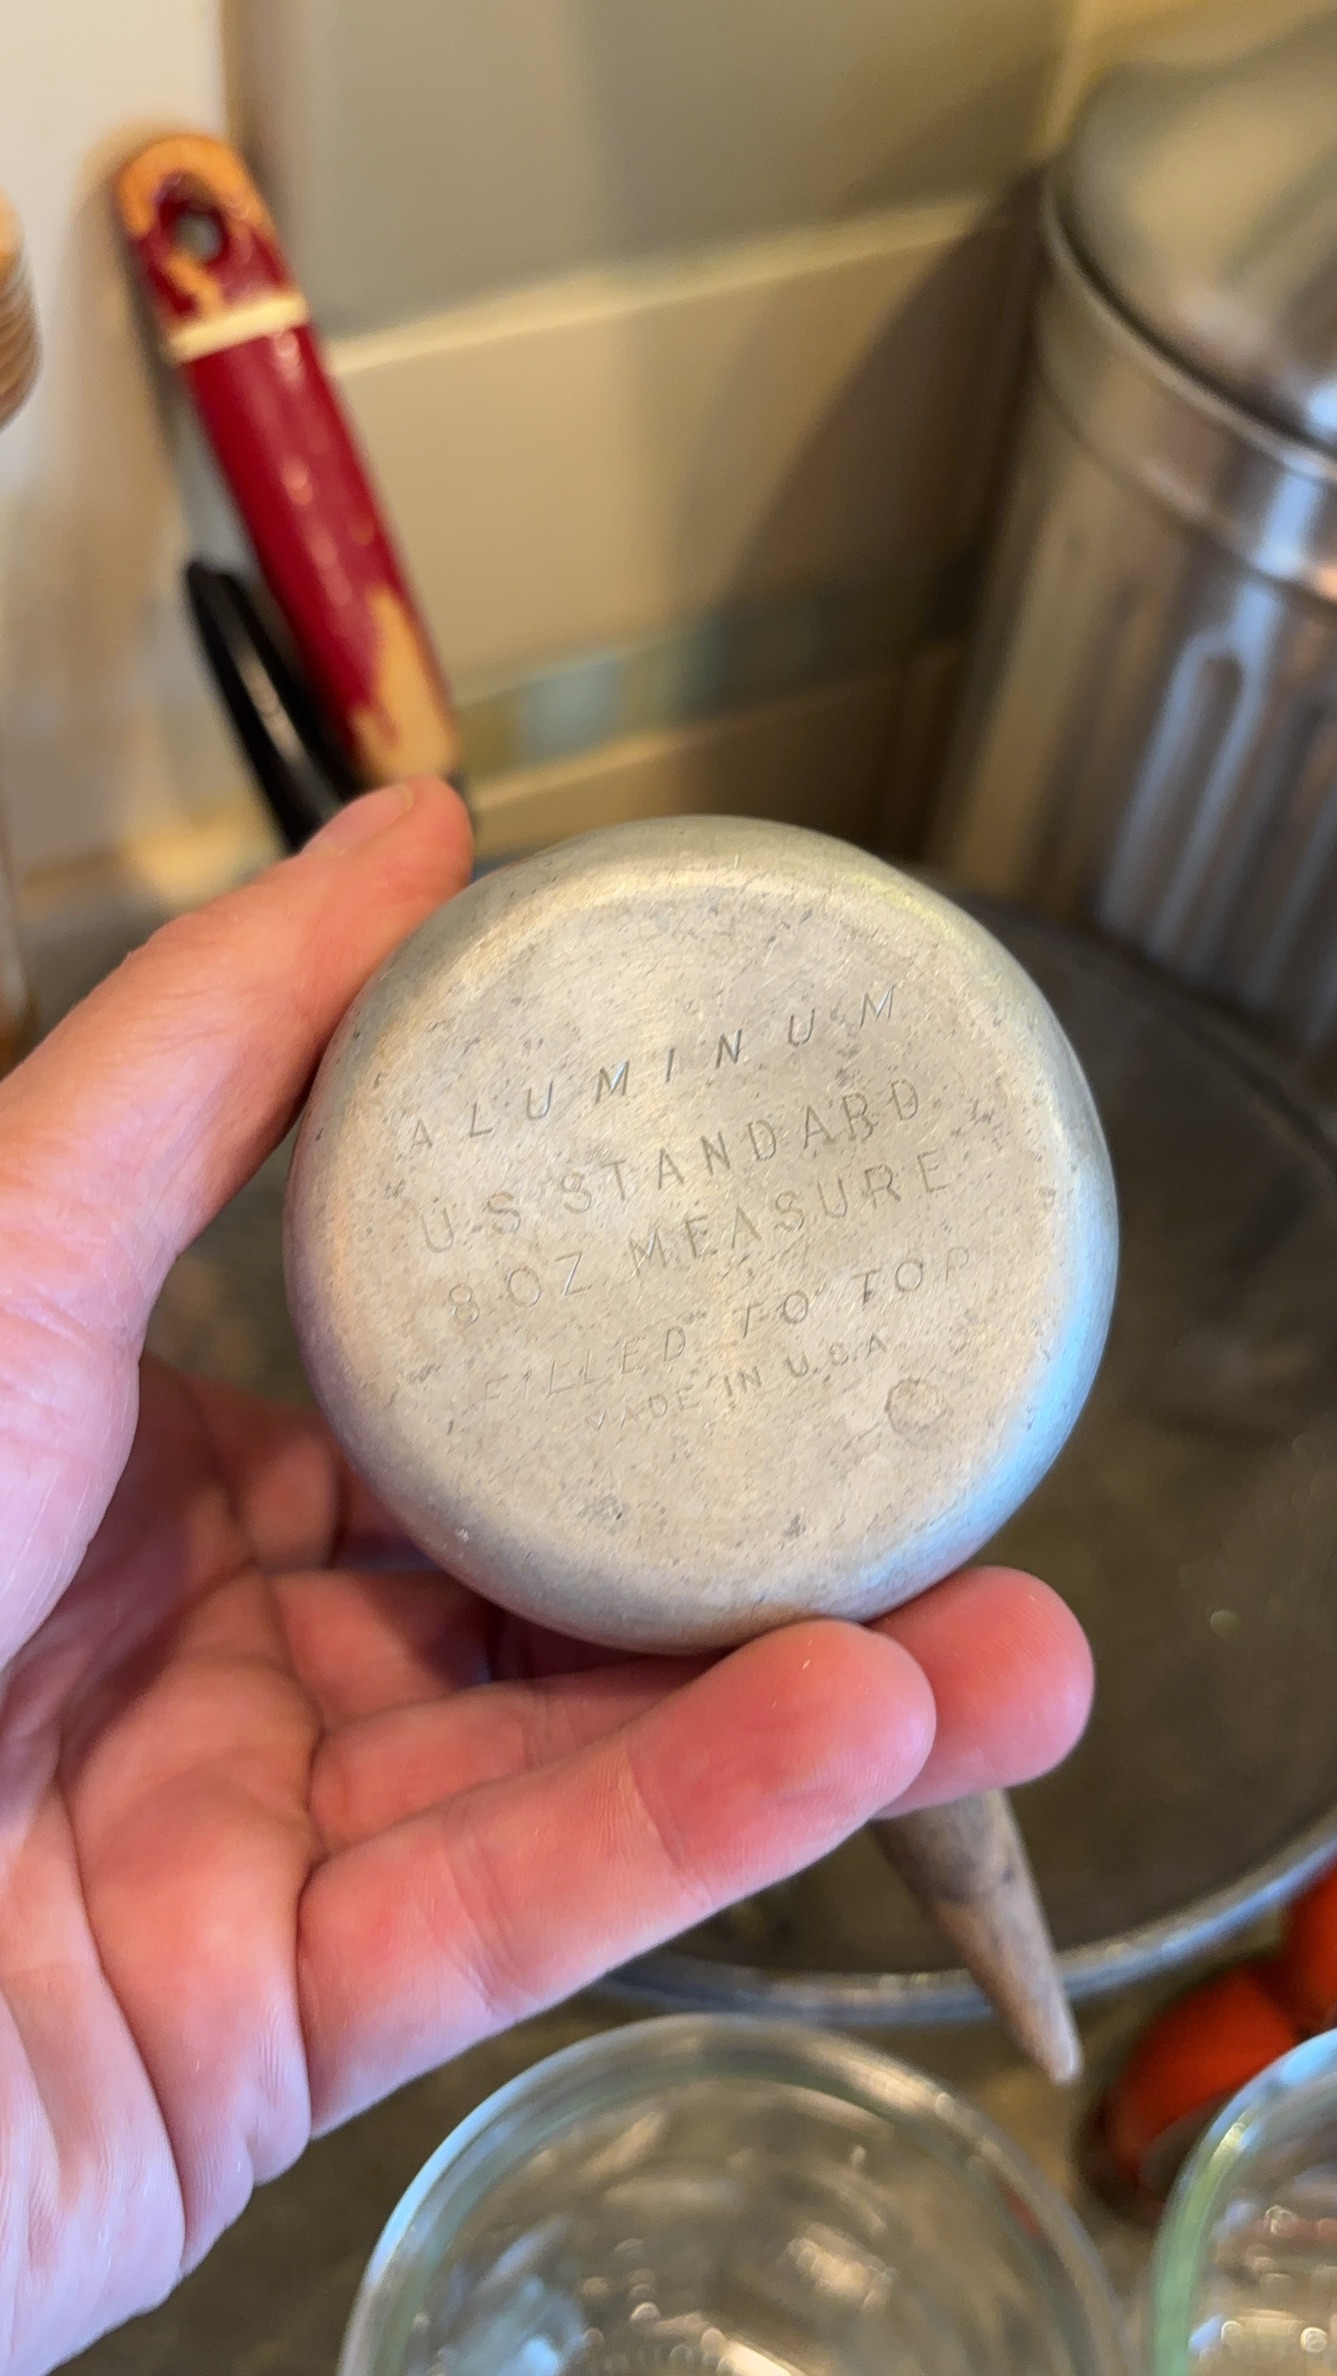 ALUMINUM
U.S STANDARD
8 OZ MEASURE
FILLED TO TOP
MADE IN U.S.A